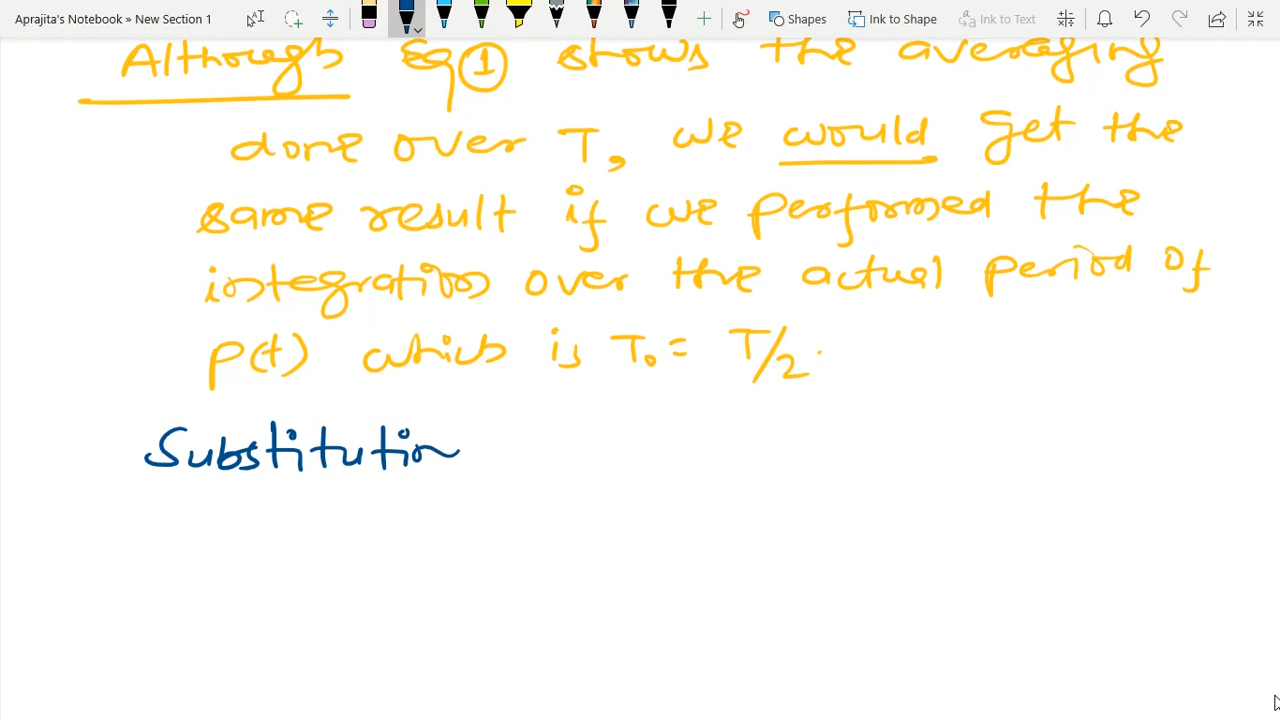 Aprajita's Notebook » New Section 1
Shapes
Ink to Shape
Ink to Text
Although Eq 1 shows the averaging
done over T, we would get the
same result if we performed the
integration over the actual period of
p(t) which is T₀ = T/2.
Substitution